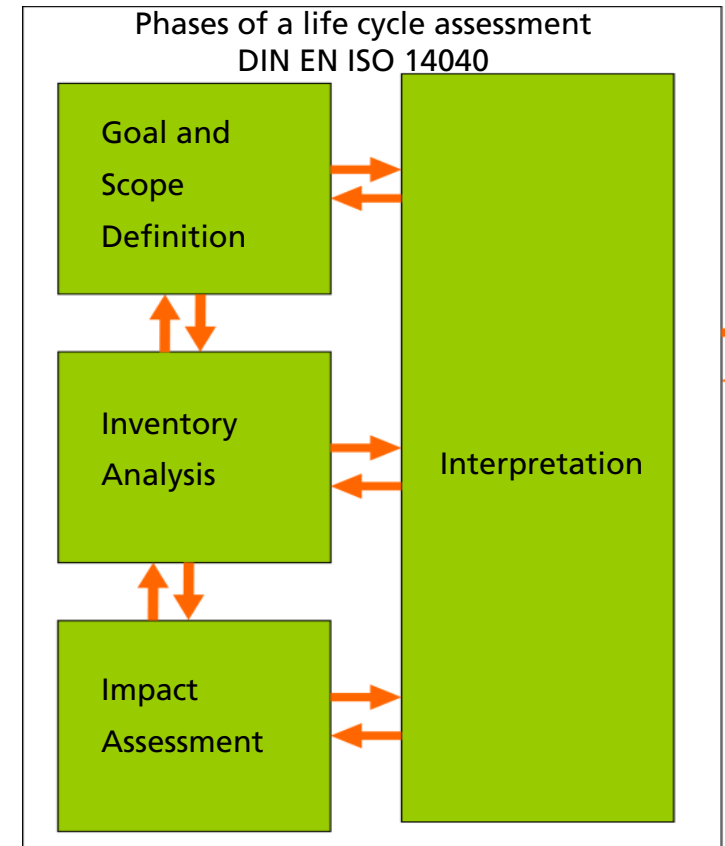 Phases of a life cycle assessment
DIN EN ISO 14040
Goal and
Scope
Definition
Inventory
Analysis
Interpretation
Impact
Assessment